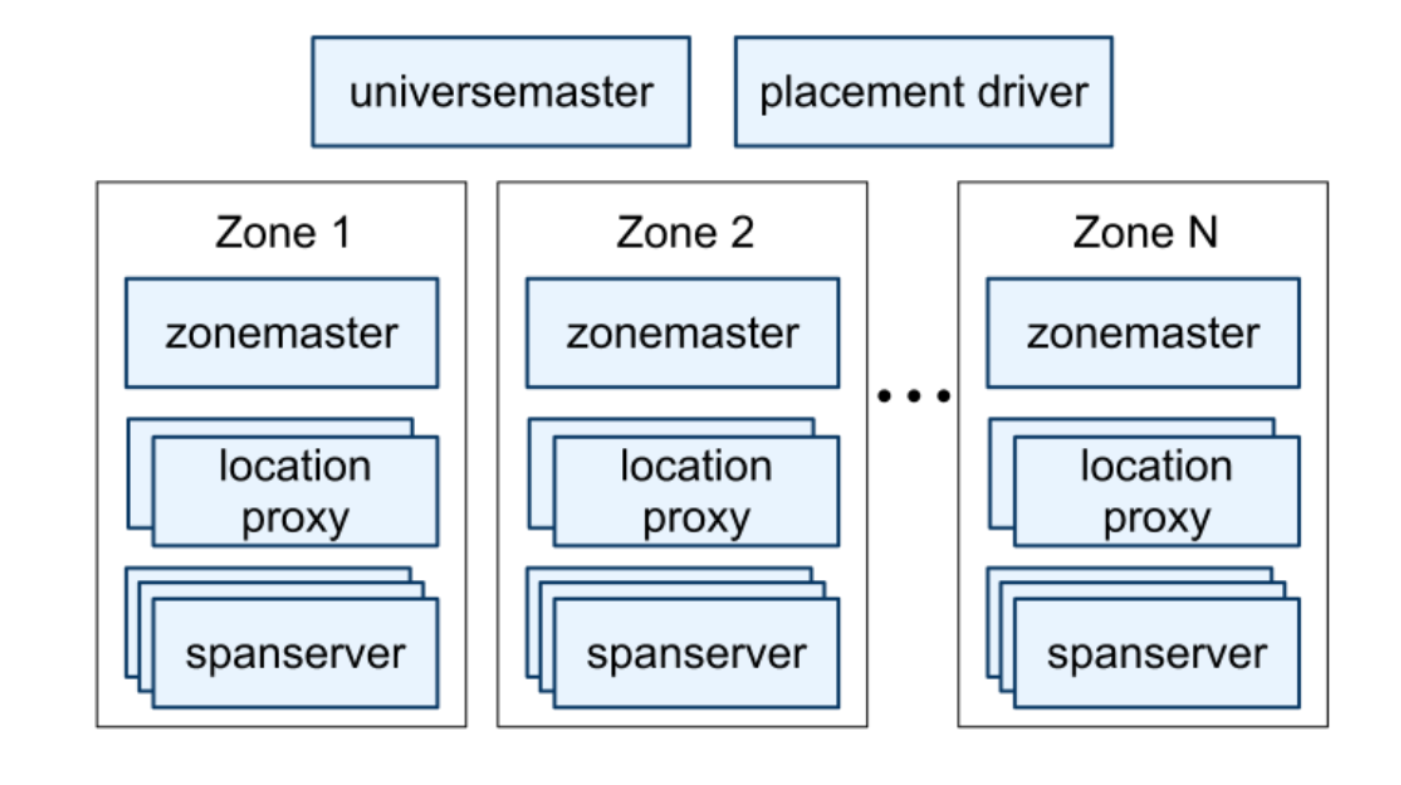 universemaster
placement driver
Zone 1
zonemaster
location
proxy
spanserver
Zone 2
zonemaster
location
proxy
spanserver
Zone N
zonemaster
location
proxy
spanserver